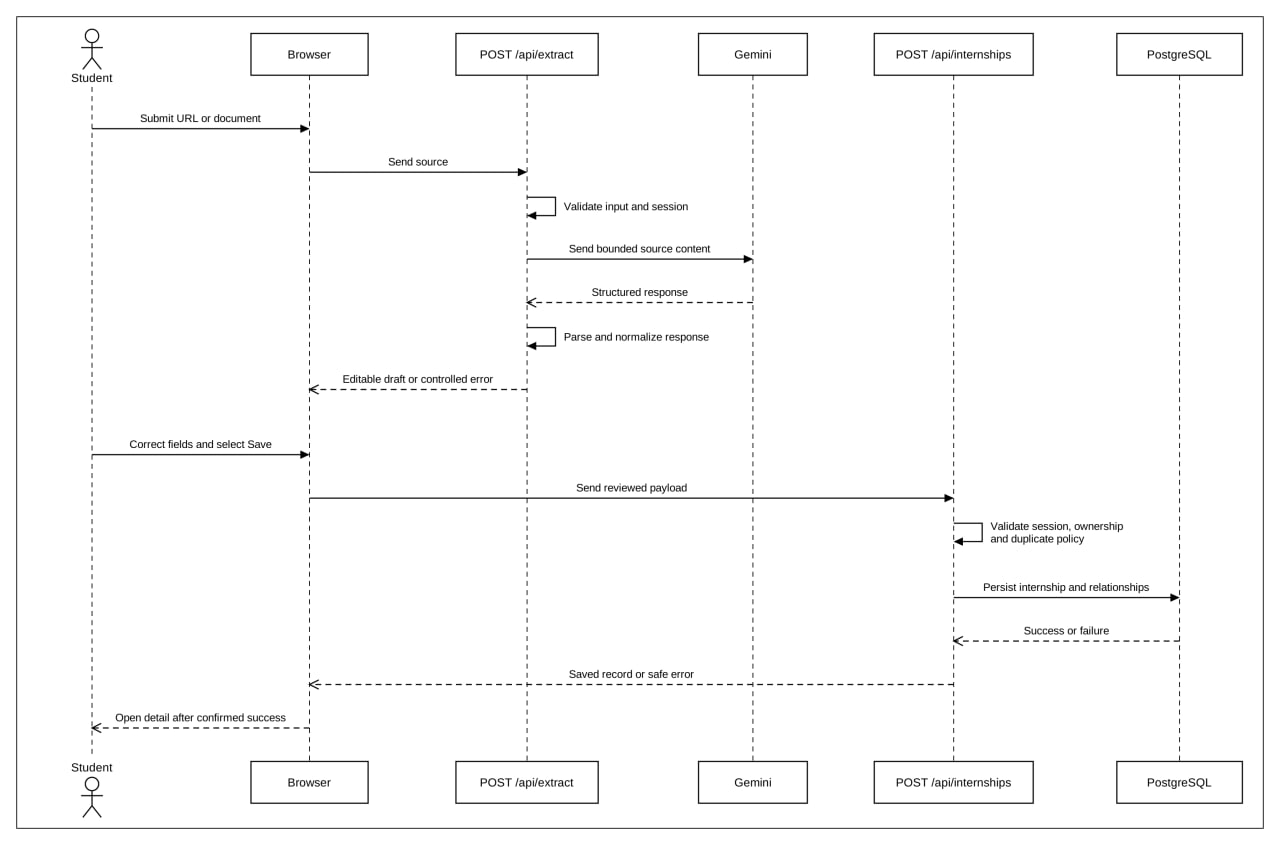 Student
Browser
POST /api/extract
Gemini
POST /api/internships
PostgreSQL
Submit URL or document
Send source
Validate input and session
Send bounded source content
Structured response
Parse and normalize response
Editable draft or controlled error
Correct fields and select Save
Send reviewed payload
Validate session, ownership
and duplicate policy
Persist internship and relationships
Success or failure
Saved record or safe error
Open detail after confirmed success
Student
Browser
POST /api/extract
Gemini
POST /api/internships
PostgreSQL